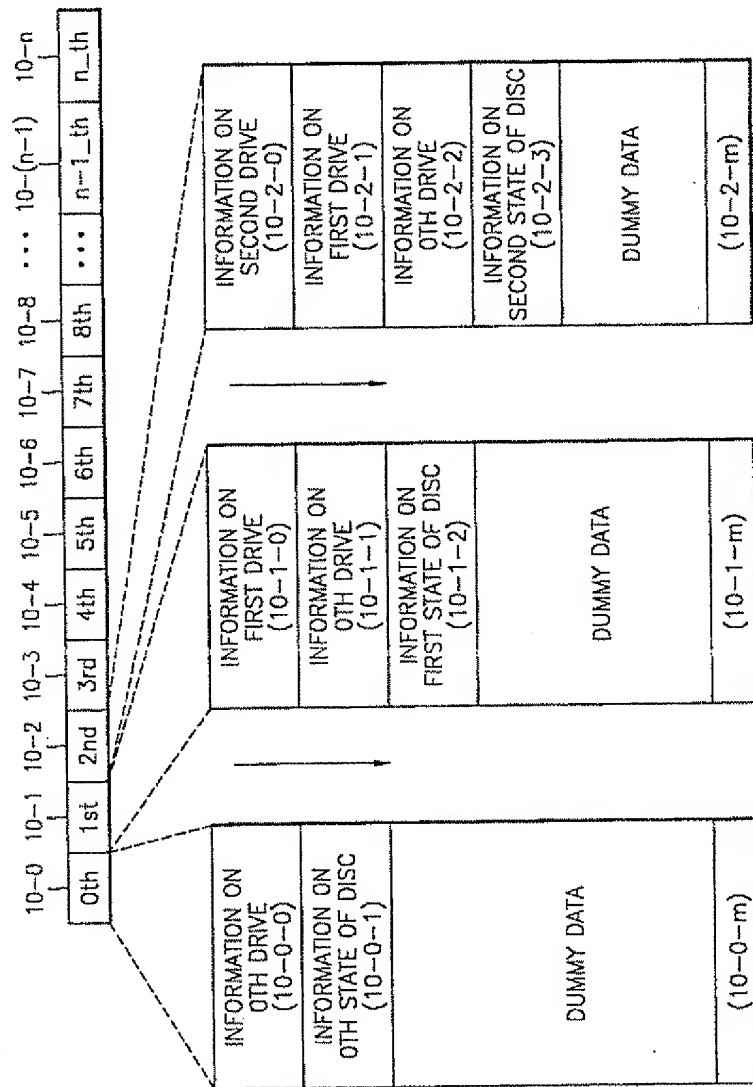 10-0 10-1 10-2 10-3 10-4 10-5 10-6 10-7 10-8 ••• 10-(n-1) 10-n
0th 1st 2nd 3rd 4th 5th 6th 7th 8th ••• n-1_th n_th
INFORMATION ON
0TH DRIVE
(10-0-0)
INFORMATION ON
0TH STATE OF DISC
(10-0-1)
DUMMY DATA
(10-0-m)
INFORMATION ON
FIRST DRIVE
(10-1-0)
INFORMATION ON
0TH DRIVE
(10-1-1)
INFORMATION ON
FIRST STATE OF DISC
(10-1-2)
DUMMY DATA
(10-1-m)
INFORMATION ON
SECOND DRIVE
(10-2-0)
INFORMATION ON
FIRST DRIVE
(10-2-1)
INFORMATION ON
0TH DRIVE
(10-2-2)
INFORMATION ON
SECOND STATE OF DISC
(10-2-3)
DUMMY DATA
(10-2-m)